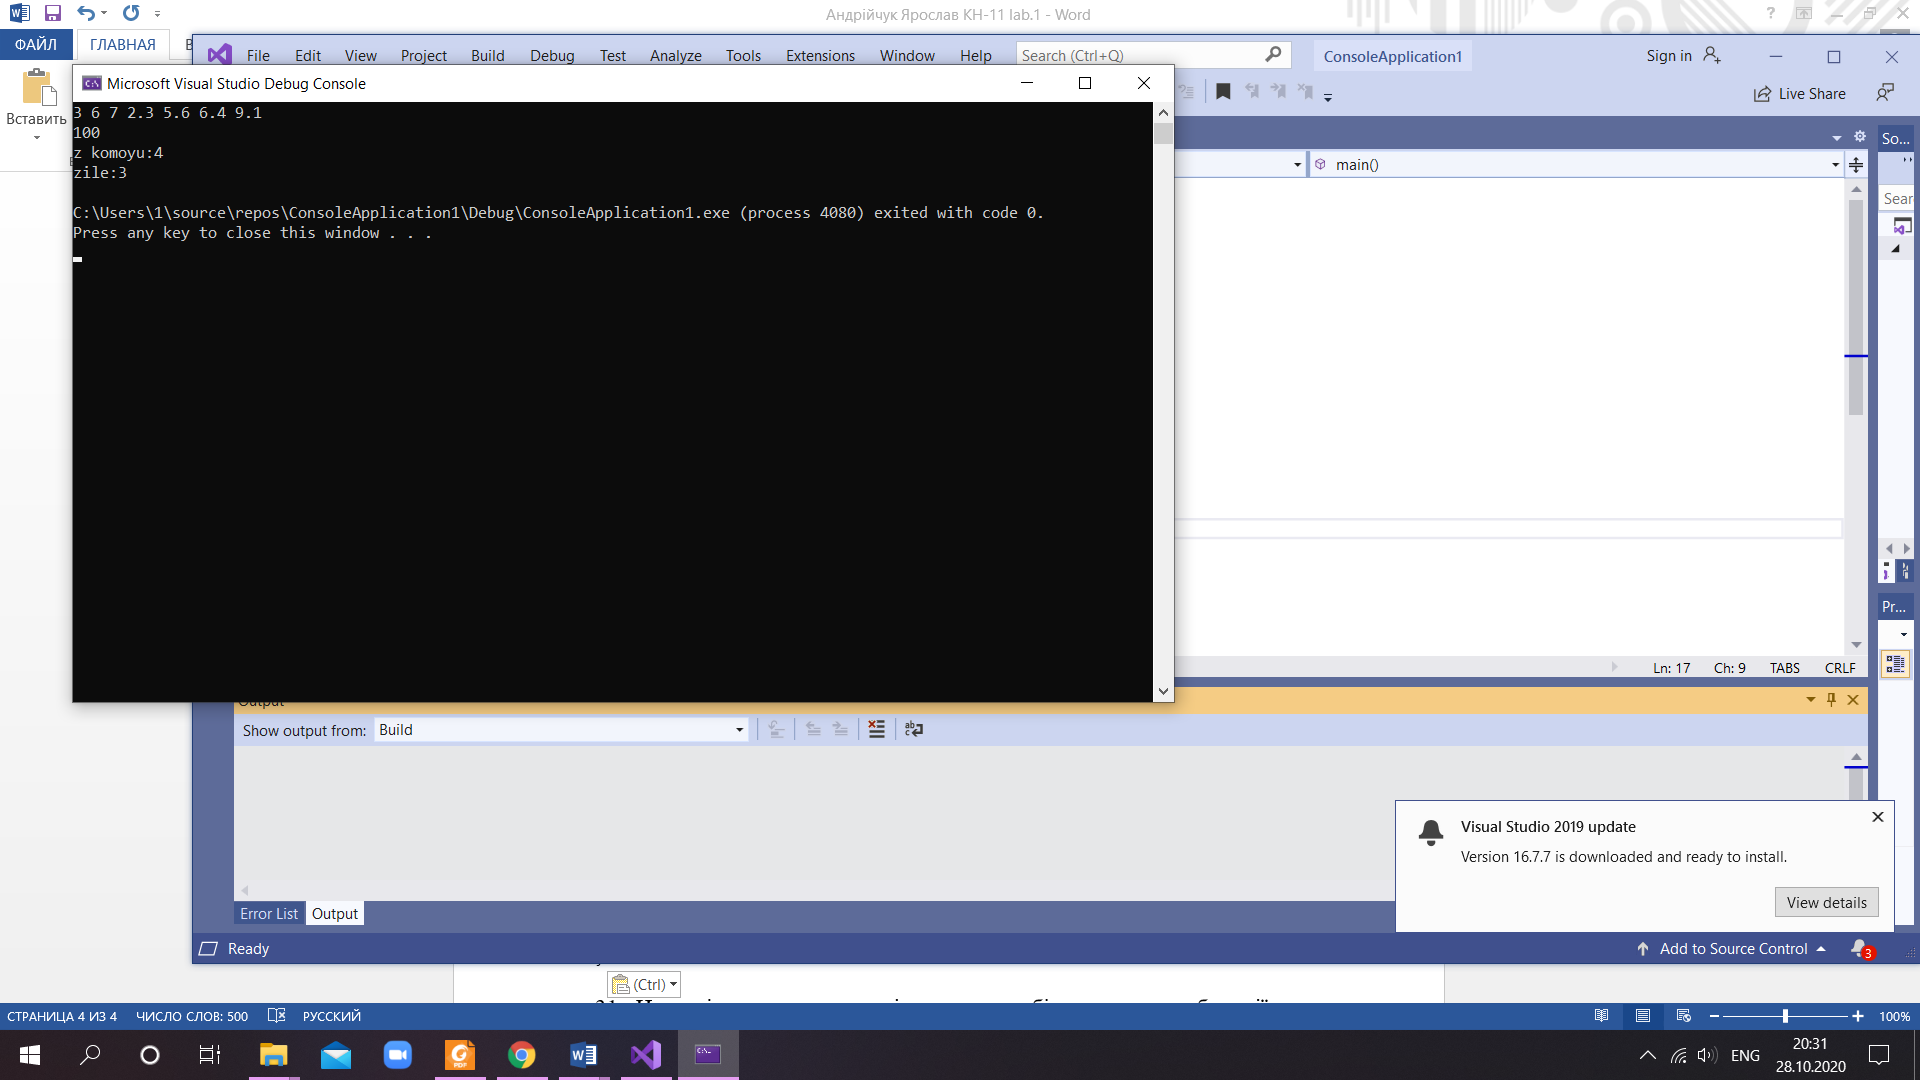 Андрійчук Ярослав КН-11 lab.1 - Word
ФАЙЛ
ГЛАВНАЯ
В
Вставить
File Edit View Project Build Debug Test Analyze Tools Extensions Window Help
Search (Ctrl+Q)
ConsoleApplication1
Sign in
Live Share
Microsoft Visual Studio Debug Console
3 6 7 2.3 5.6 6.4 9.1
100
z komoyu:4
zile:3
C:\Users\1\source\repos\ConsoleApplication1\Debug\ConsoleApplication1.exe (process 4080) exited with code 0.
Press any key to close this window . . .
main()
So...
Sear
Pr...
Ln: 17 Ch: 9 TABS CRLF
Output
Show output from: Build
Error List Output
Visual Studio 2019 update
Version 16.7.7 is downloaded and ready to install.
View details
Ready
Add to Source Control
3
(Ctrl)
СТРАНИЦА 4 ИЗ 4 ЧИСЛО СЛОВ: 500 РУССКИЙ
100%
ENG
20:31
28.10.2020